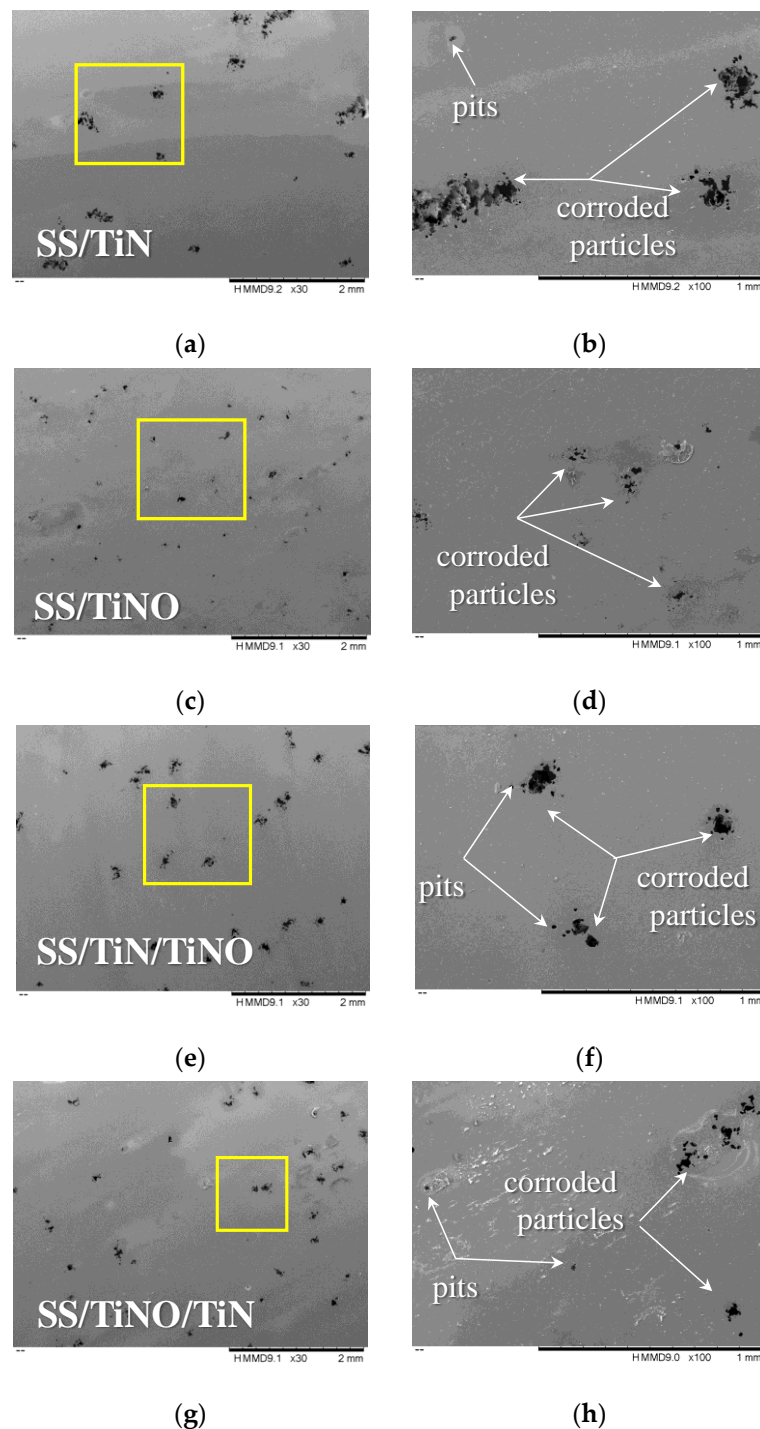 SS/TiN
HMMD9.2 x30 2 mm
pits
corroded
particles
HMMD9.2 x100 1 mm
(a)
(b)
SS/TiNO
HMMD9.1 x30 2 mm
corroded
particles
HMMD9.1 x100 1 mm
(c)
(d)
SS/TiN/TiNO
HMMD9.1 x30 2 mm
pits
corroded
particles
HMMD9.1 x100 1 mm
(e)
(f)
SS/TiNO/TiN
HMMD9.1 x30 2 mm
corroded
particles
pits
HMMD9.0 x100 1 mm
(g)
(h)